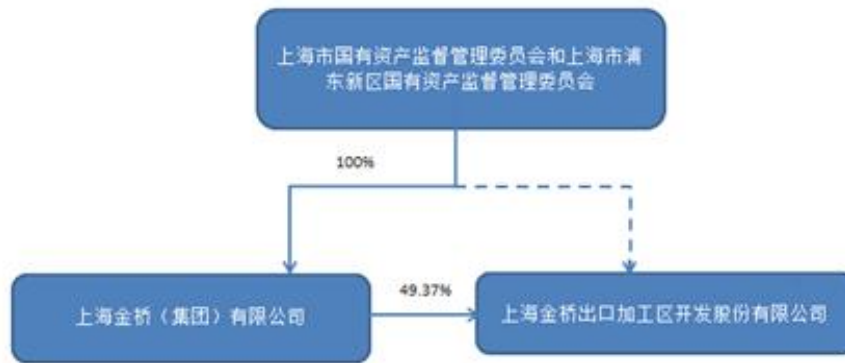 上海市国有资产监督管理委员会和上海市浦
东新区国有资产监督管理委员会
100%
49.37%
上海金桥（集团）有限公司
上海金桥出口加工区开发股份有限公司